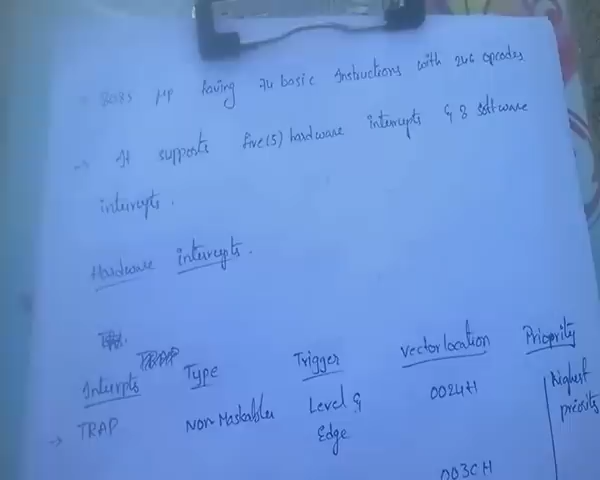 8085 μp having 74 basic instructions with 246 opcodes
-> It supports five(5) hardware interrupts & 8 software
interrupts.
Hardware interrupts.
Intrrpts Type Trigger Vector location Priority
-> TRAP Non Maskable Level & Edge 0024H highest priority
003CH